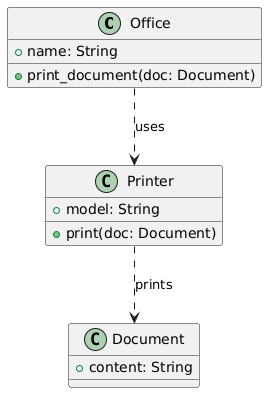 C Office
name: String
print_document(doc: Document)
uses
C Printer
model: String
print(doc: Document)
prints
C Document
content: String